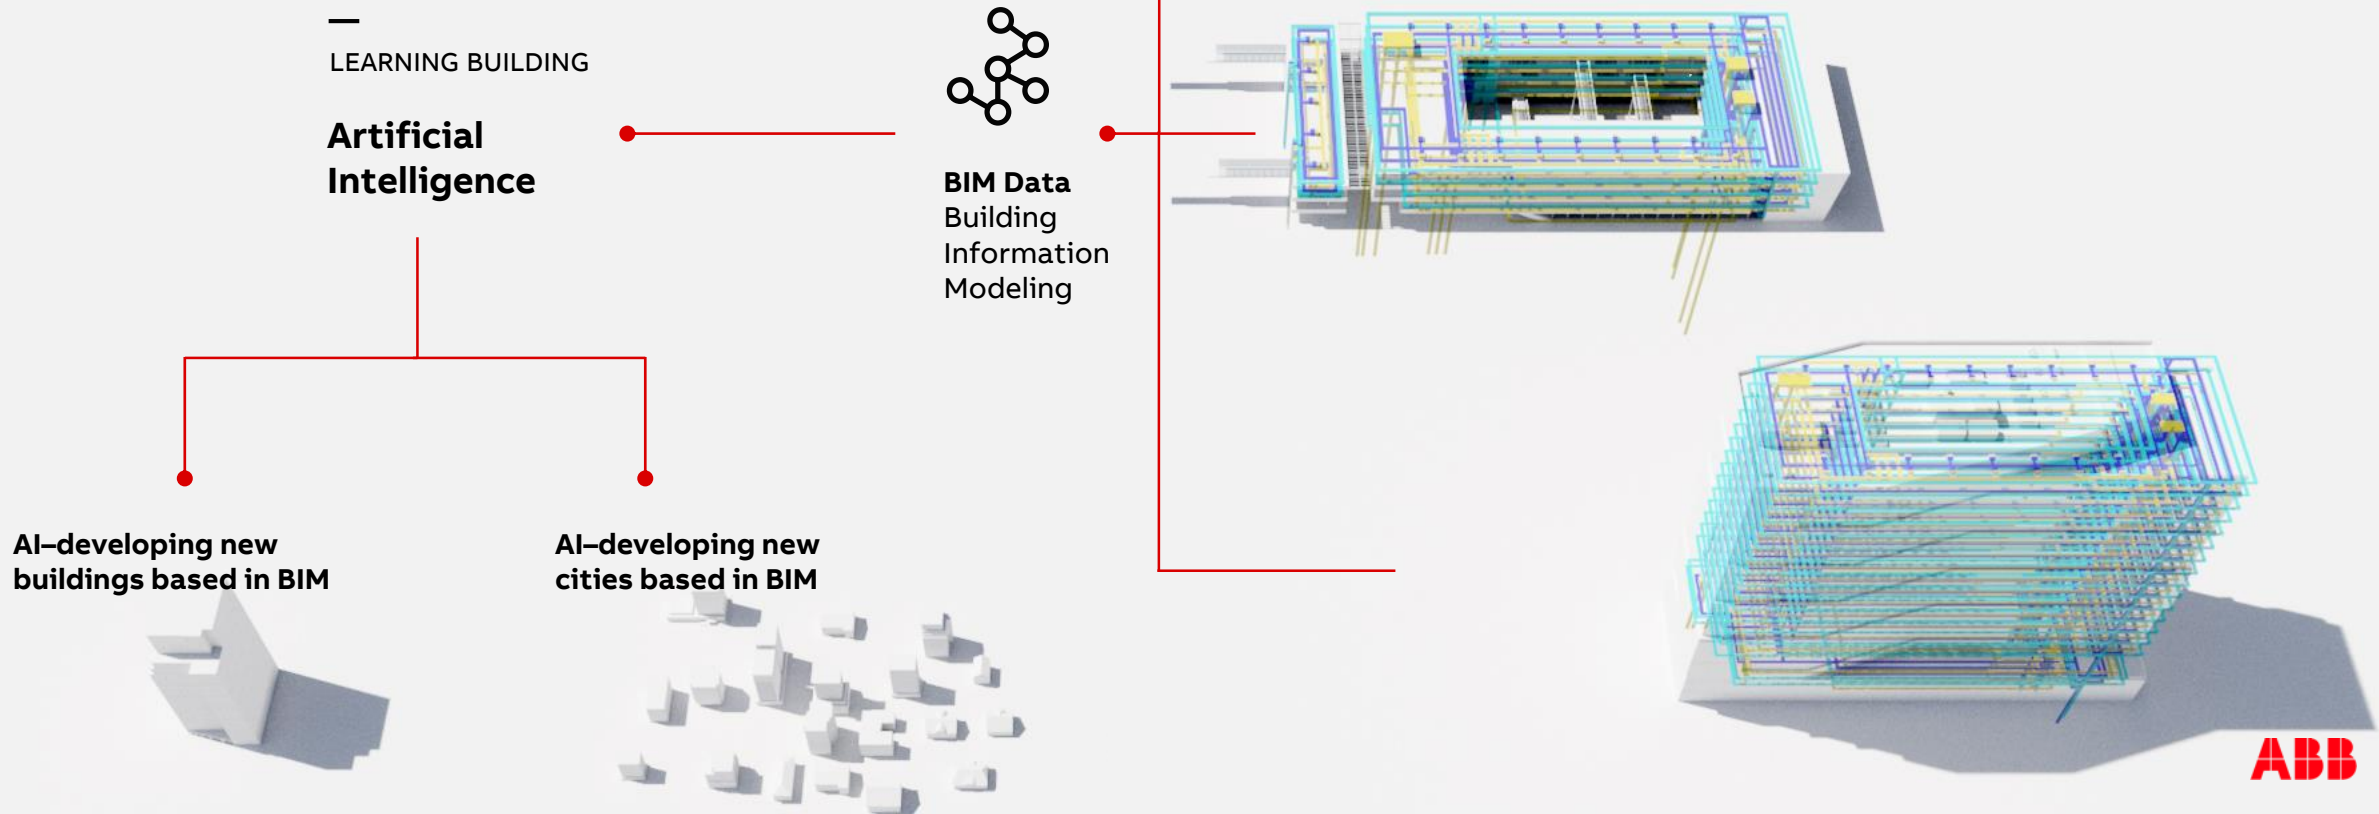 LEARNING BUILDING
Artificial
Intelligence
BIM Data
Building
Information
Modeling
AI–developing new
buildings based in BIM
AI–developing new
cities based in BIM
ABB